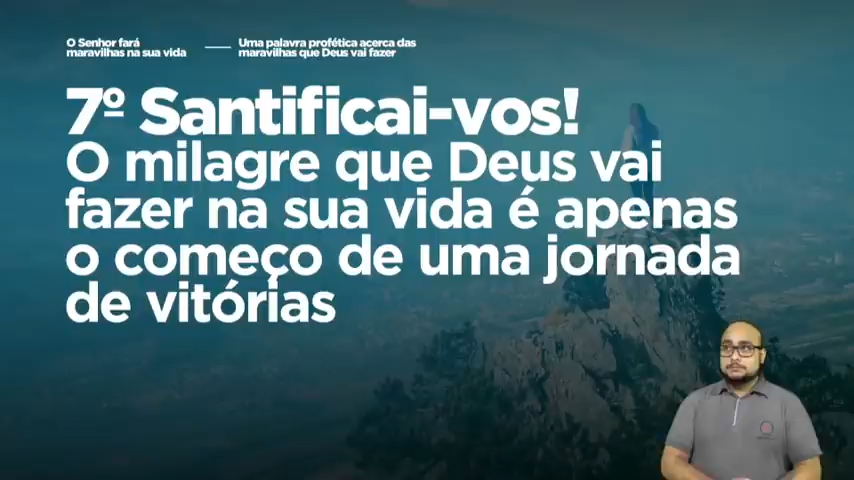 O Senhor fará
maravilhas na sua vida
Uma palavra profética acerca das
maravilhas que Deus vai fazer
7º Santificai-vos!
O milagre que Deus vai
fazer na sua vida é apenas
o começo de uma jornada
de vitórias